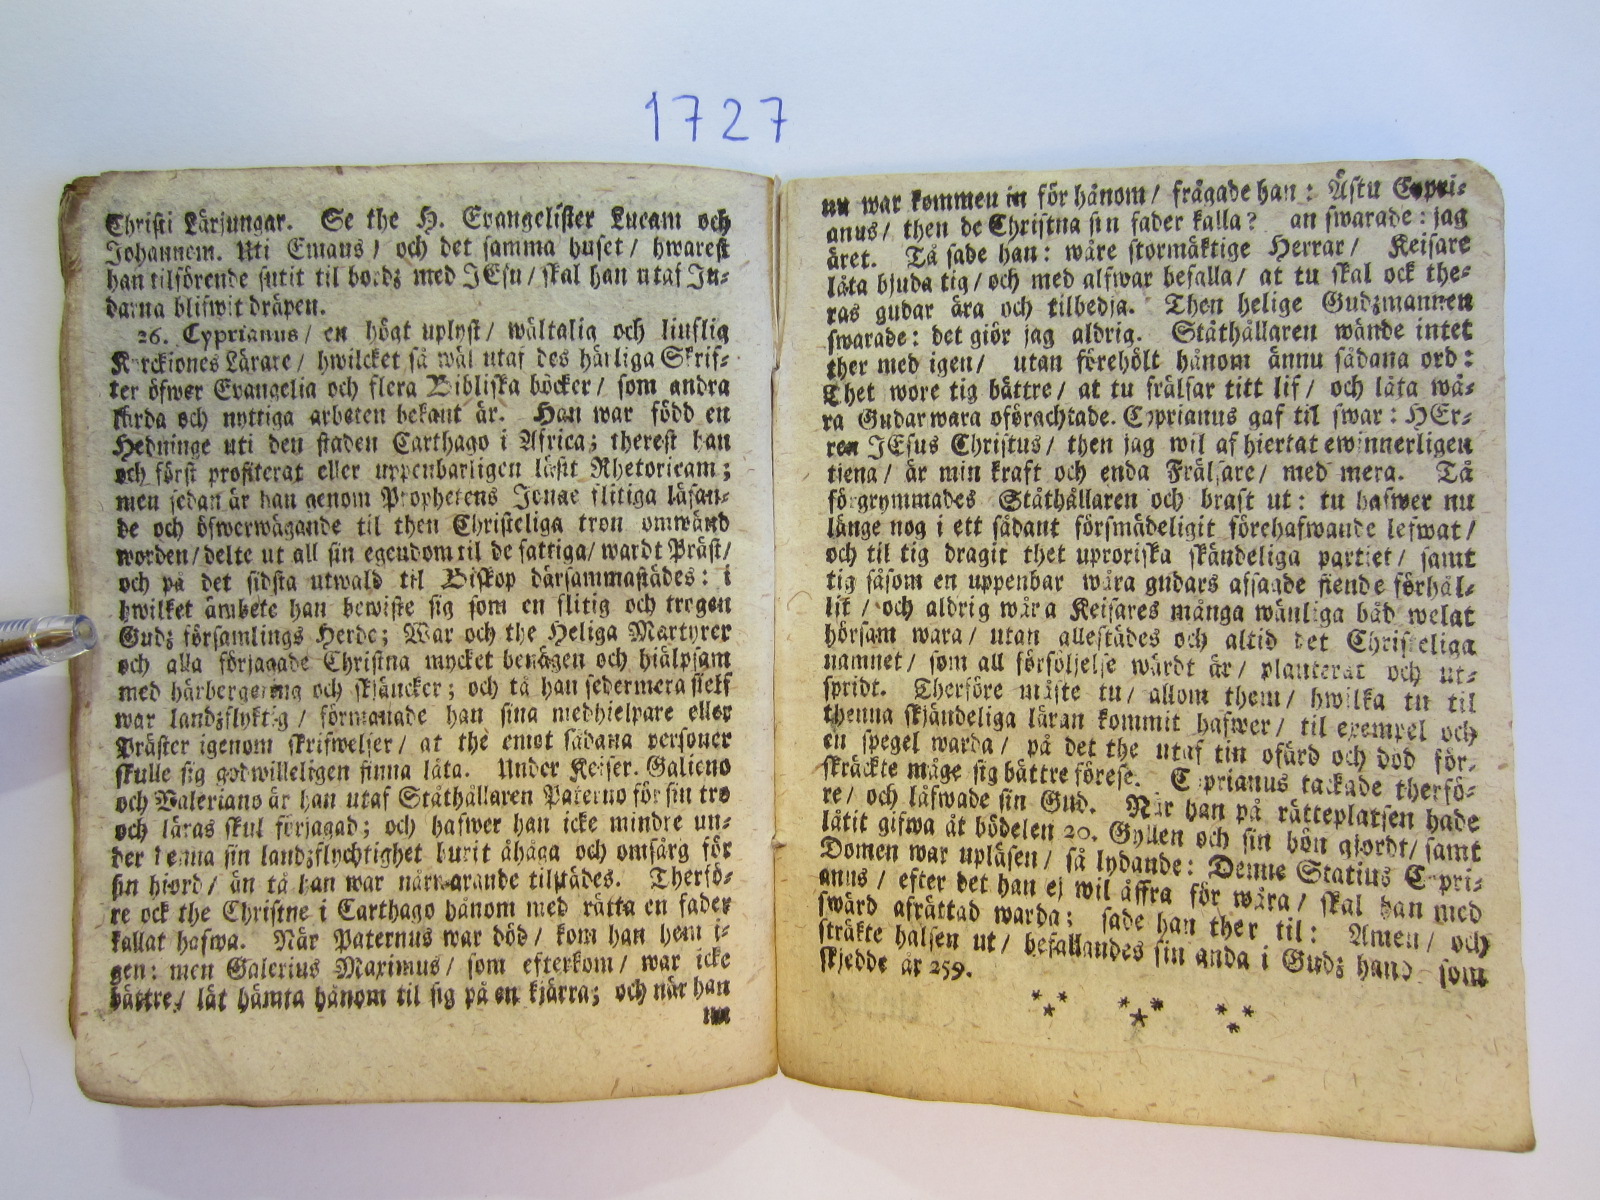 1727
Christi Lärjungar. Se the H. Evangelister Lucam och
Johannem. Uti Emaus / och det samma huset / hwarest
han tilsörende sutit til bordz med JEsu / skal han utaf Ju-
darna blifwit dräpen.
26. Cyprianus / en högt uplyst / wältalig och liuflig
Kyrckiones Lärare / hwilcket så wäl utaf des härliga Skrif-
ter öfwer Evangelia och flera Bibliska böcker / som andra
lärda och nyttiga arbeten bekant är. Han war född en
Hedninge uti den staden Carthago i Africa; therest han
och först profiterat eller uppenbarligen läsit Rhetoricam;
men sedan är han genom Prophetens Jonae flitiga läsan-
de och öfwerwägande til then Christeliga tron omwänd
worden / delte ut all sin egendom til de fattiga / wardt Präst /
och på det sidsta utwald til Biskop därsammastädes: i
hwilket ämbete han bewiste sig som en flitig och trogen
Gudz församlings Herde; War och the Heliga Martyrer
och alla förjagade Christna mycket benägen och hiälpsam
med härbergering och skjäncker; och tå han sedermera sielf
war landzflyktig / förmanade han sina medhielpare eller
Präster igenom skrifwelser / at the emot sådana personer
skulle sig godwilleligen finna låta. Under Keiser. Galieno
och Valeriano är han utaf Ståthållaren Paterno för sin tro
och läras skul förjagad; och hafwer han icke mindre un-
der denna sin landzflychtighet burit åhåga och omsårg för
sin hjord / än tå han war närwarande tilstädes. Therfö-
re ock the Christne i Carthago hånom med rätta en fader
kallat hafwa. När Paternus war död / kom han hem i-
gen: men Galerius Maximus / som efterkom / war icke
bättre / lät hämta hånom til sig på en kjärra; och när han
nu
nu war kommen in för hånom / frågade han: Ästu Cypri-
anus / then de Christna sin fader kalla? an swarade: jag
äret. Tå sade han: wåre stormäktige Herrar / Keisare
låta bjuda tig / och med alfwar befalla / at tu skal ock the-
ras gudar ära och tilbedja. Then helige Gudzmannen
swarade: det giör jag aldrig. Ståthållaren wände intet
ther med igen / utan förehölt hånom ännu sådana ord:
Thet wore tig bättre / at tu frälsar titt lif / och låta wå-
ra Gudar wara oförachtade. Cyprianus gaf til swar: HEr-
ren JEsus Christus / then jag wil af hiertat ewinnerligen
tiena / är min kraft och enda Frälsare / med mera. Tå
förgrymmades Ståthållaren och brast ut: tu hafwer nu
länge nog i ett sådant försmädeligit förehafwande lefwat /
och til tig dragit thet uproriska skändeliga partiet / samt
tig såsom en uppenbar wåra gudars afsagde fiende förhål-
lit / och aldrig wåra Keisares många wänliga båd welat
hörsam wara / utan allestädes och altid det Christeliga
namnet / som all förföljelse wärdt är / planterat och ut-
spridt. Therföre måste tu / allom them / hwilka tu til
thenna skjändeliga läran kommit hafwer / til exempel och
en spegel warda / på det the utaf tin ofärd och död för-
skräckte måge sig bättre förese. Cyprianus tackade therfö-
re / och låfwade sin Gud. När han på rätteplatsen hade
låtit gifwa åt bödelen 20. Gyllen och sin bön gjordt / samt
Domen war upläsen / så lydande: Denne Statius Cypri-
anus / efter det han ej wil åffra för wåra / skal han med
swärd afrättad warda; sade han ther til: Amen / och
sträkte halsen ut / befallandes sin anda i Gudz hand som
skjedde år 259.